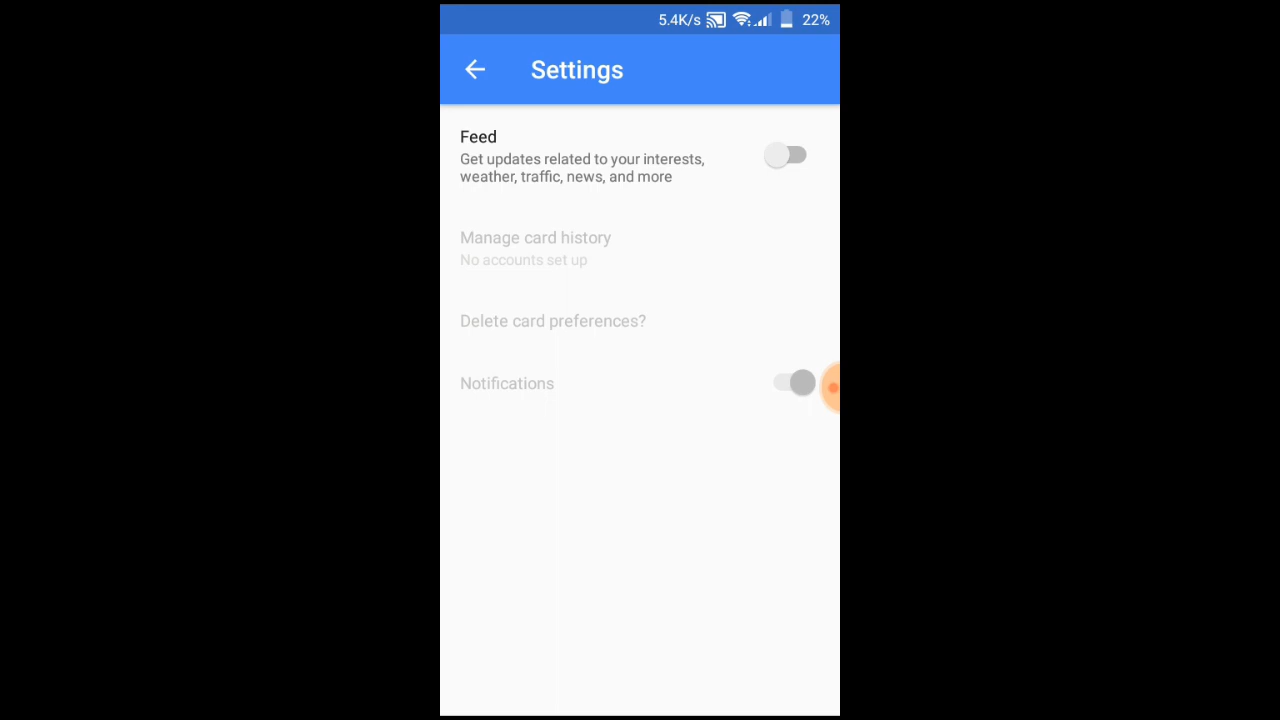 5.4K/s 22%
Settings
Feed
Get updates related to your interests,
weather, traffic, news, and more
Manage card history
No accounts set up
Delete card preferences?
Notifications